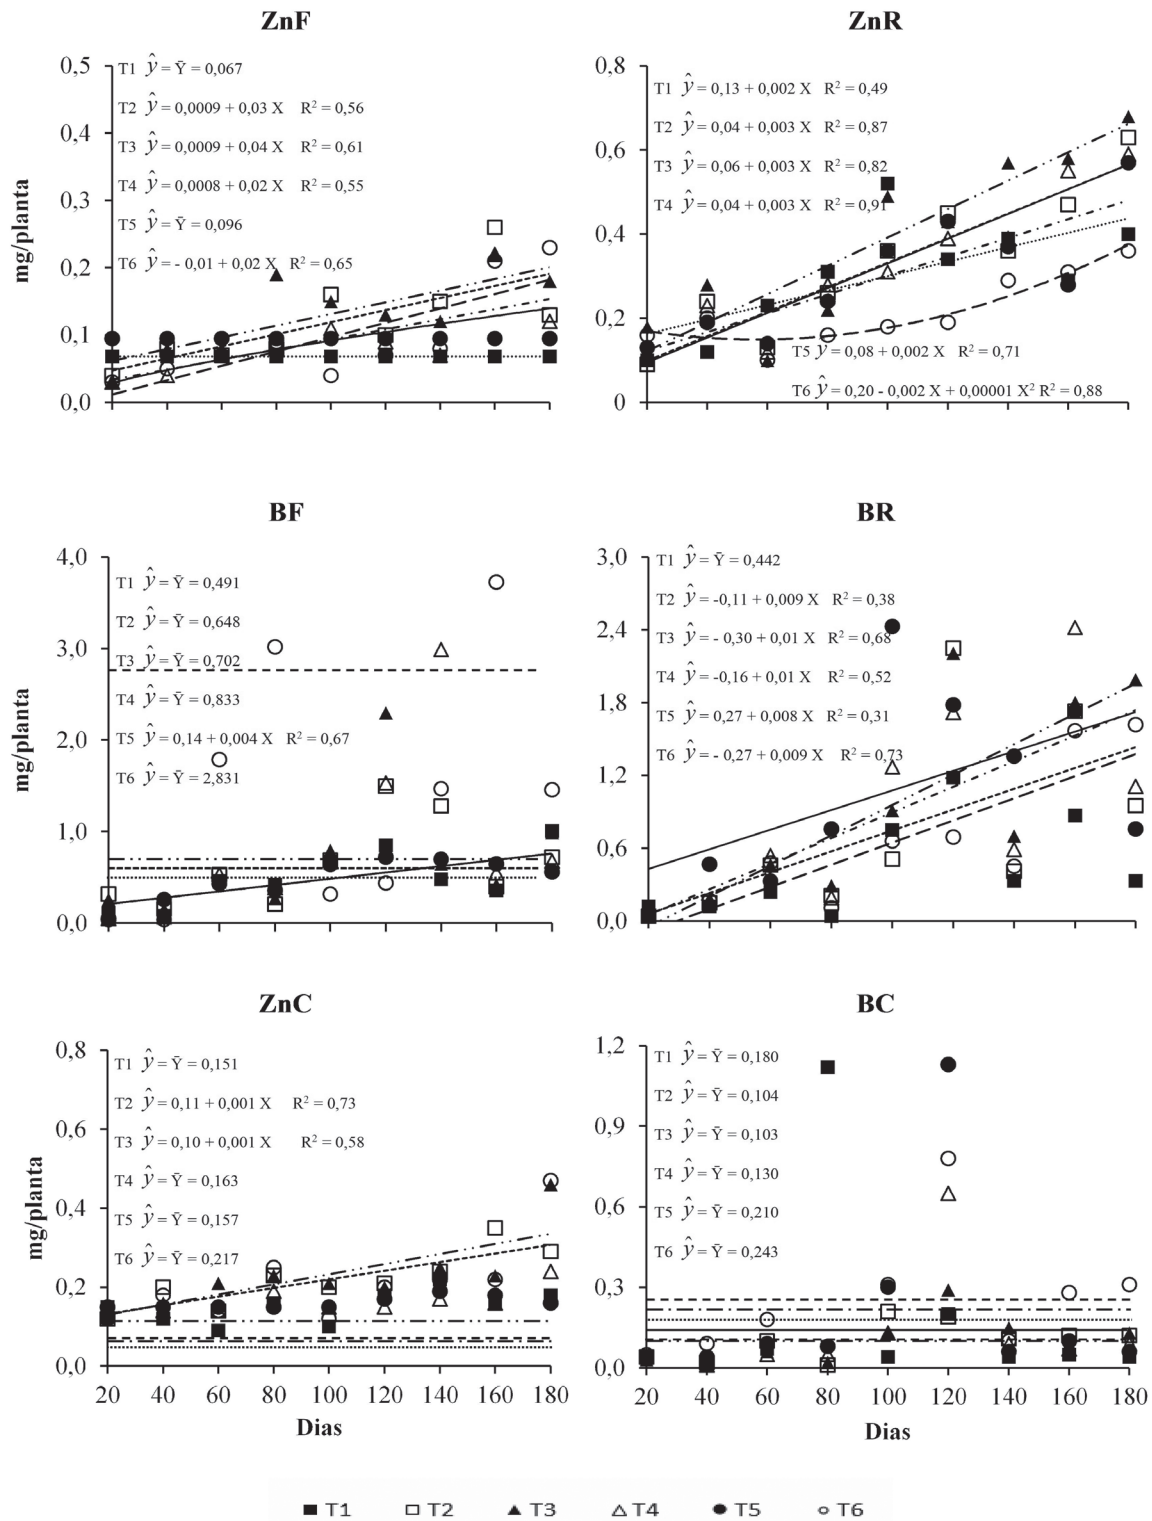 ZnF
mg/planta
0,5
0,4
0,3
0,2
0,1
0,0
T1 ŷ = Ȳ = 0,067
T2 ŷ = 0,0009 + 0,03 X R² = 0,56
T3 ŷ = 0,0009 + 0,04 X R² = 0,61
T4 ŷ = 0,0008 + 0,02 X R² = 0,55
T5 ŷ = Ȳ = 0,096
T6 ŷ = - 0,01 + 0,02 X R² = 0,65
ZnR
0,8
0,6
0,4
0,2
0
T1 ŷ = 0,13 + 0,002 X R² = 0,49
T2 ŷ = 0,04 + 0,003 X R² = 0,87
T3 ŷ = 0,06 + 0,003 X R² = 0,82
T4 ŷ = 0,04 + 0,003 X R² = 0,91
T5 ŷ = 0,08 + 0,002 X R² = 0,71
T6 ŷ = 0,20 - 0,002 X + 0,00001 X² R² = 0,88
BF
mg/planta
4,0
3,0
2,0
1,0
0,0
T1 ŷ = Ȳ = 0,491
T2 ŷ = Ȳ = 0,648
T3 ŷ = Ȳ = 0,702
T4 ŷ = Ȳ = 0,833
T5 ŷ = 0,14 + 0,004 X R² = 0,67
T6 ŷ = Ȳ = 2,831
BR
3,0
2,4
1,8
1,2
0,6
0,0
T1 ŷ = Ȳ = 0,442
T2 ŷ = -0,11 + 0,009 X R² = 0,38
T3 ŷ = - 0,30 + 0,01 X R² = 0,68
T4 ŷ = -0,16 + 0,01 X R² = 0,52
T5 ŷ = 0,27 + 0,008 X R² = 0,31
T6 ŷ = - 0,27 + 0,009 X R² = 0,73
ZnC
mg/planta
0,8
0,6
0,4
0,2
0,0
T1 ŷ = Ȳ = 0,151
T2 ŷ = 0,11 + 0,001 X R² = 0,73
T3 ŷ = 0,10 + 0,001 X R² = 0,58
T4 ŷ = Ȳ = 0,163
T5 ŷ = Ȳ = 0,157
T6 ŷ = Ȳ = 0,217
20 40 60 80 100 120 140 160 180
Dias
BC
1,2
0,9
0,6
0,3
0,0
T1 ŷ = Ȳ = 0,180
T2 ŷ = Ȳ = 0,104
T3 ŷ = Ȳ = 0,103
T4 ŷ = Ȳ = 0,130
T5 ŷ = Ȳ = 0,210
T6 ŷ = Ȳ = 0,243
20 40 60 80 100 120 140 160 180
Dias
T1 T2 T3 T4 T5 T6